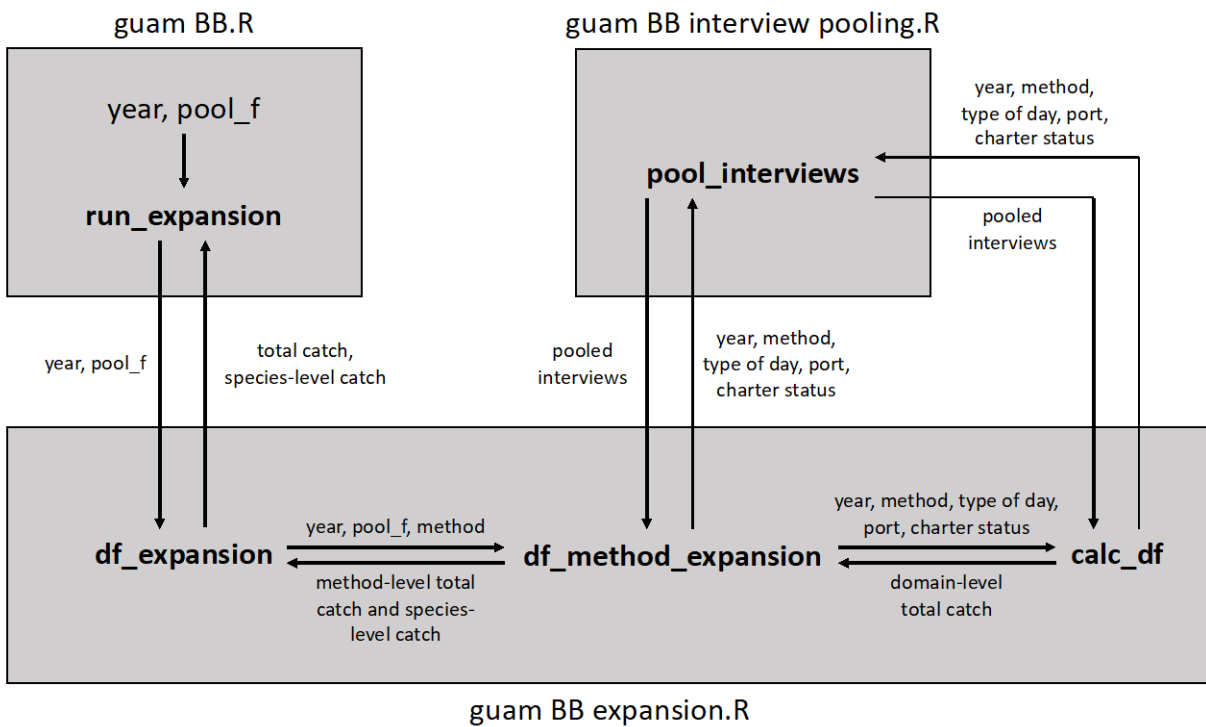 guam BB.R
guam BB interview pooling.R
year, pool_f
run_expansion
year, method,
type of day, port,
charter status
pool_interviews
pooled
interviews
year, pool_f
total catch,
species-level catch
pooled
interviews
year, method,
type of day, port,
charter status
df_expansion
year, pool_f, method
method-level total
catch and species-
level catch
df_method_expansion
year, method, type of day,
port, charter status
domain-level
total catch
calc_df
guam BB expansion.R